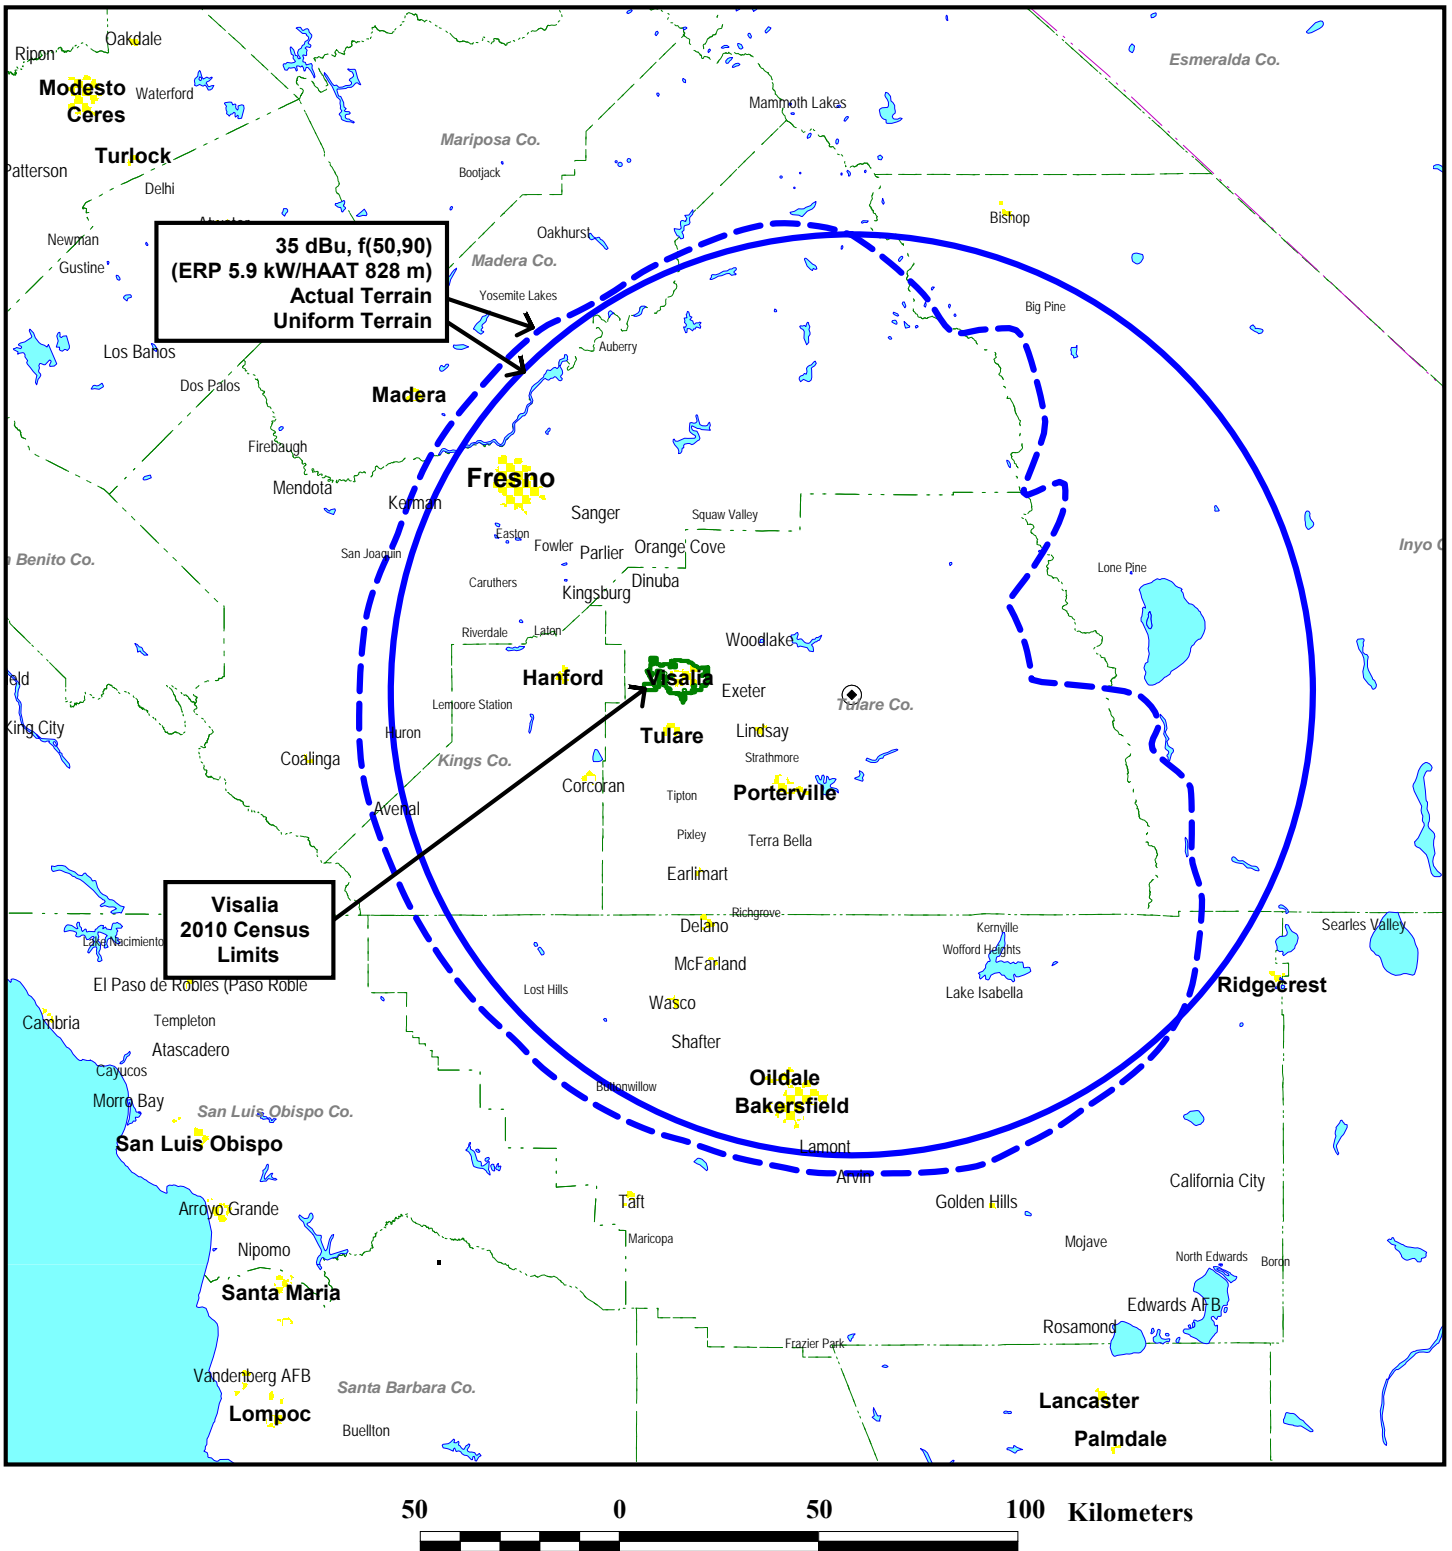 Oakdale
Ripon
Esmeralda Co.
Modesto
Waterford
Mammoth Lakes
Ceres
Mariposa Co.
Turlock
Patterson
Bootjack
Delhi
Bishop
Newman
Oakhurst
35 dBu, f(50,90)
(ERP 5.9 kW/HAAT 828 m)
Actual Terrain
Uniform Terrain
Madera Co.
Gustine
Yosemite Lakes
Big Pine
Auberry
Los Banos
Dos Palos
Madera
Firebaugh
Fresno
Mendota
Kerman
Sanger
Squaw Valley
Easton
Fowler
Parlier
Orange Cove
San Joaquin
Benito Co.
Inyo
Lone Pine
Caruthers
Dinuba
Kingsburg
Riverdale
Laton
Woodlake
Hanford
Visalia
Exeter
Lemoore Station
Tulare Co.
King City
Huron
Tulare
Lindsay
Coalinga
Kings Co.
Strathmore
Corcoran
Porterville
Tipton
Avenal
Pixley
Terra Bella
Earlimart
Visalia
2010 Census
Limits
Richgrove
Delano
Kernville
Searles Valley
Lake Nacimiento
Wofford Heights
McFarland
El Paso de Robles (Paso Roble
Lost Hills
Lake Isabella
Ridgecrest
Wasco
Cambria
Templeton
Shafter
Atascadero
Cayucos
Oildale
Buttonwillow
Morro Bay
Bakersfield
San Luis Obispo Co.
San Luis Obispo
Lamont
Arvin
California City
Taft
Golden Hills
Arroyo Grande
Maricopa
Mojave
Nipomo
North Edwards
Boron
Santa Maria
Edwards AFB
Rosamond
Frazier Park
Vandenberg AFB
Santa Barbara Co.
Lancaster
Lompoc
Buellton
Palmdale
50 0 50 100 Kilometers